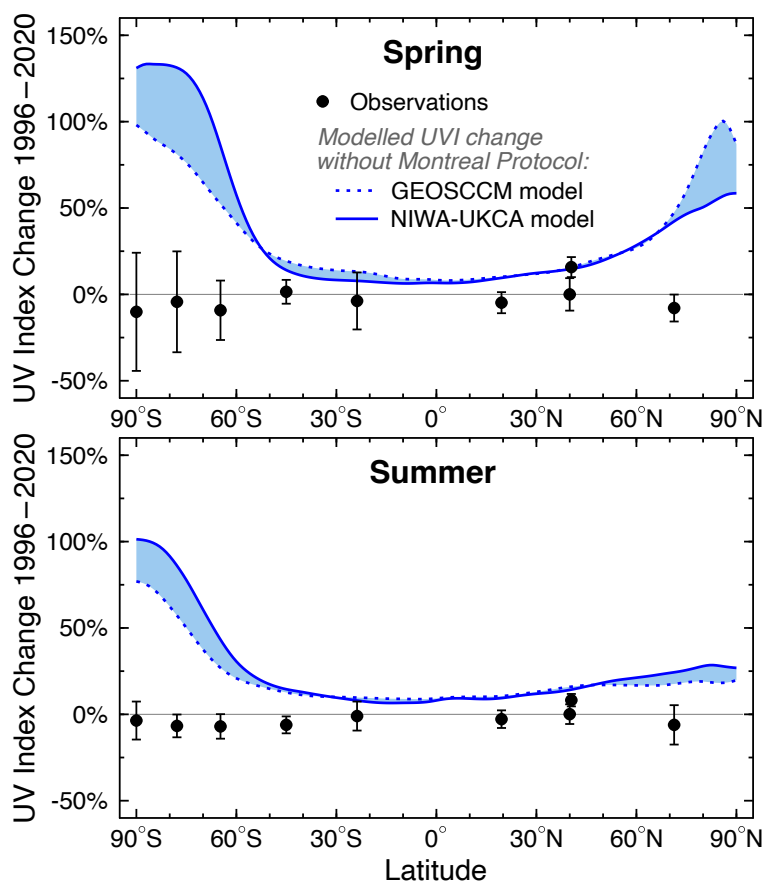 Spring
Observations
Modelled UVI change
without Montreal Protocol:
GEOSCCM model
NIWA-UKCA model
UV Index Change 1996–2020
150%
100%
50%
0%
-50%
90°S 60°S 30°S 0° 30°N 60°N 90°N
Summer
UV Index Change 1996–2020
150%
100%
50%
0%
-50%
90°S 60°S 30°S 0° 30°N 60°N 90°N
Latitude